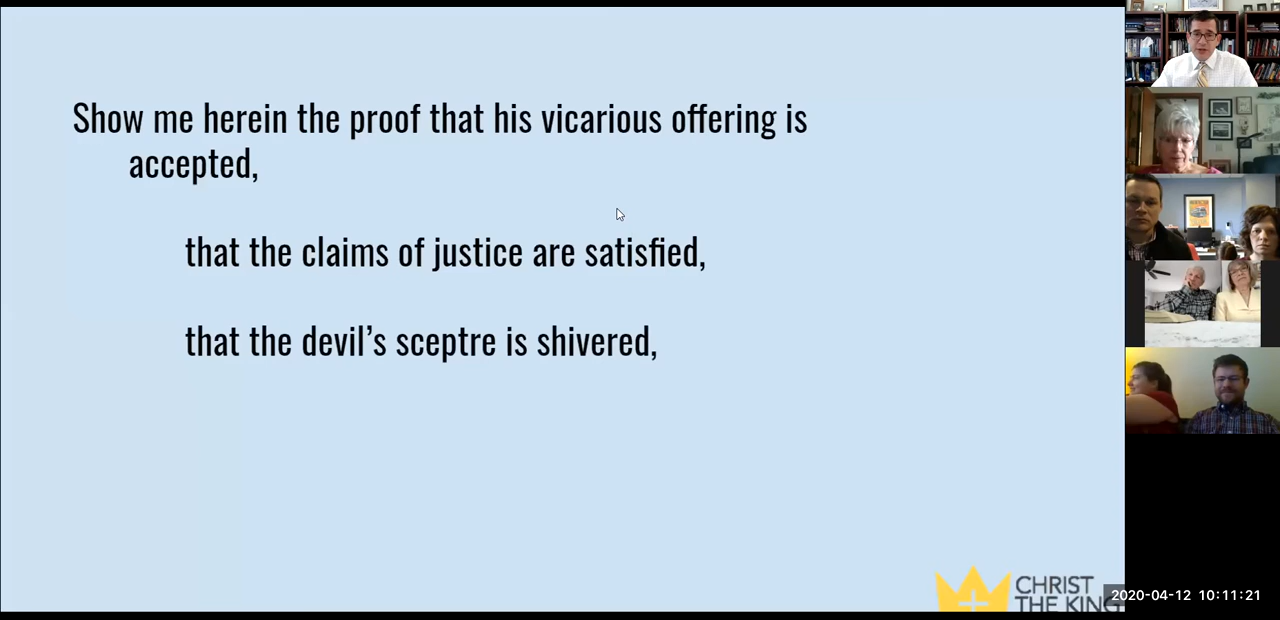 Show me herein the proof that his vicarious offering is
accepted,
that the claims of justice are satisfied,
that the devil’s sceptre is shivered,
CHRIST
THE KING
2020-04-12 10:11:21